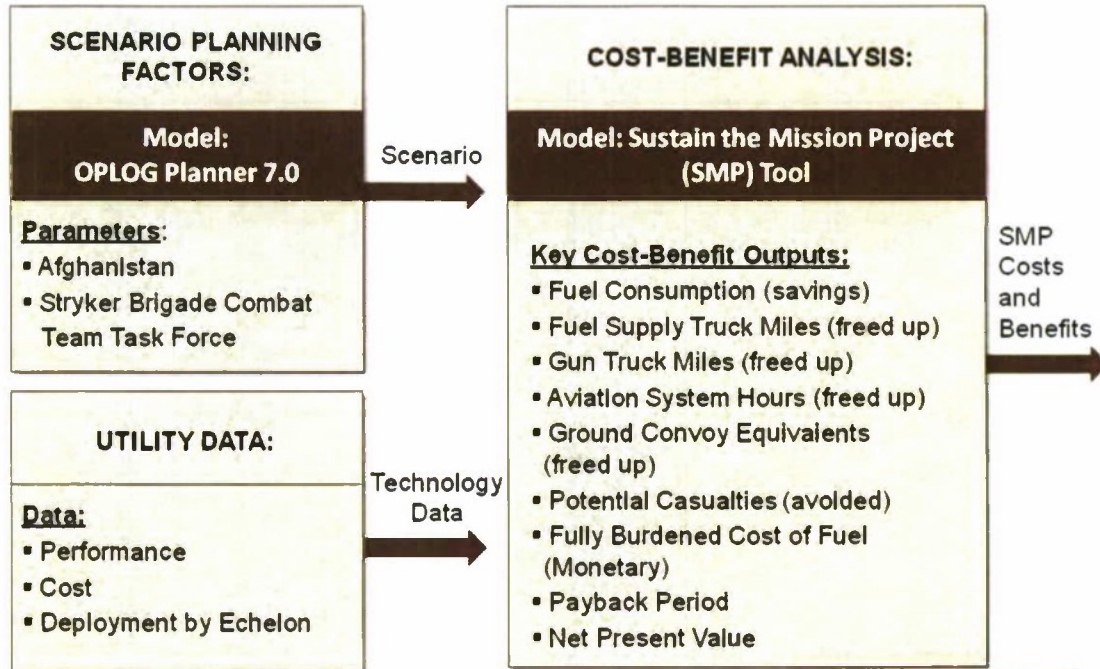 SCENARIO PLANNING
FACTORS:
Model:
OPLOG Planner 7.0
Parameters:
▪ Afghanistan
▪ Stryker Brigade Combat
Team Task Force
Scenario
UTILITY DATA:
Data:
▪ Performance
▪ Cost
▪ Deployment by Echelon
Technology
Data
COST-BENEFIT ANALYSIS:
Model: Sustain the Mission Project
(SMP) Tool
Key Cost-Benefit Outputs:
▪ Fuel Consumption (savings)
▪ Fuel Supply Truck Miles (freed up)
▪ Gun Truck Miles (freed up)
▪ Aviation System Hours (freed up)
▪ Ground Convoy Equivalents
(freed up)
▪ Potential Casualties (avoided)
▪ Fully Burdened Cost of Fuel
(Monetary)
▪ Payback Period
▪ Net Present Value
SMP
Costs
and
Benefits